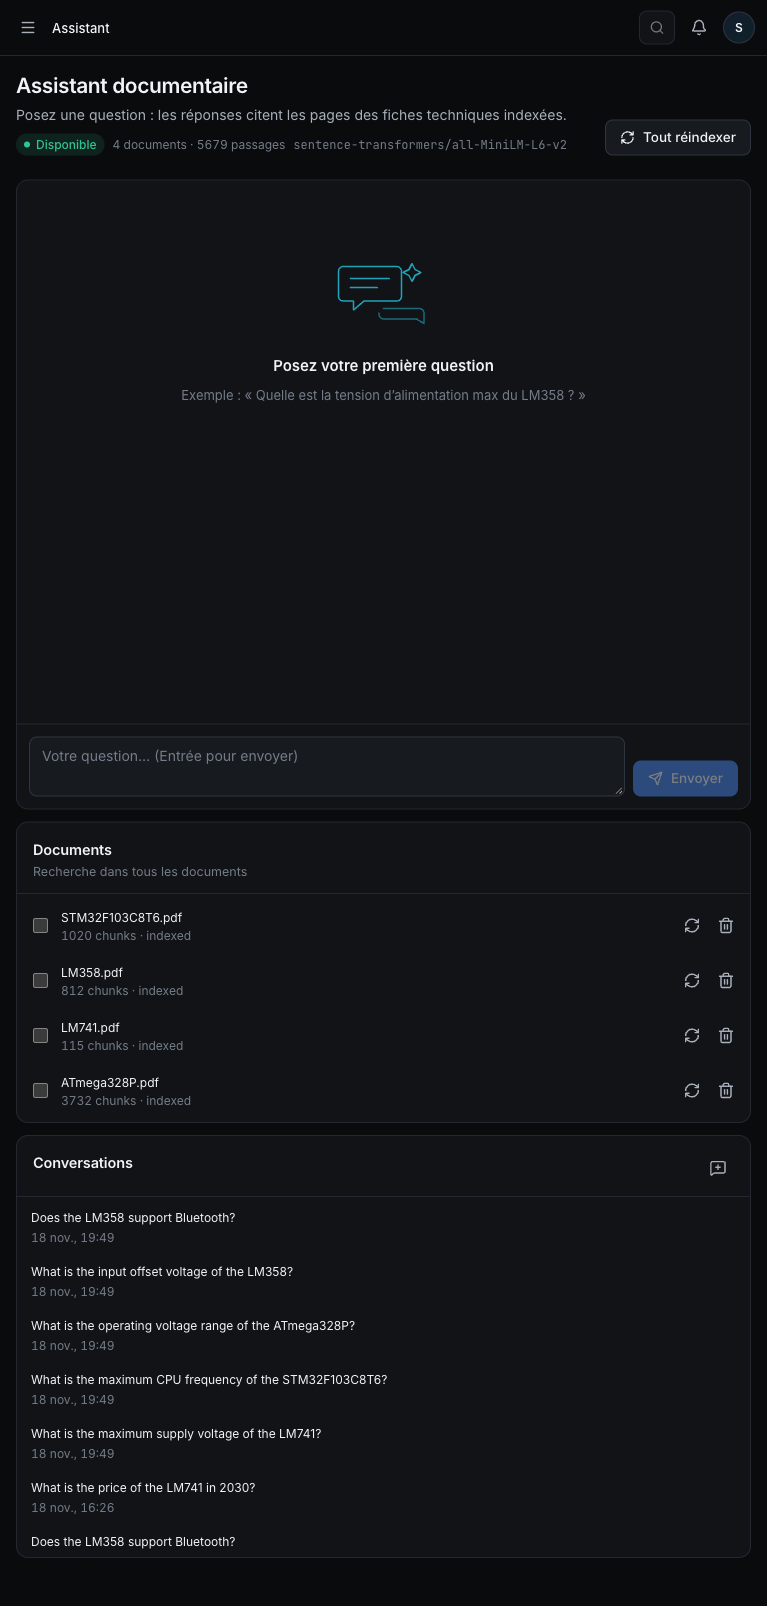 Assistant
S
Assistant documentaire
Posez une question : les réponses citent les pages des fiches techniques indexées.
Disponible 4 documents · 5679 passages sentence-transformers/all-MiniLM-L6-v2
Tout réindexer
Posez votre première question
Exemple : « Quelle est la tension d’alimentation max du LM358 ? »
Votre question… (Entrée pour envoyer)
Envoyer
Documents
Recherche dans tous les documents
STM32F103C8T6.pdf
1020 chunks · indexed
LM358.pdf
812 chunks · indexed
LM741.pdf
115 chunks · indexed
ATmega328P.pdf
3732 chunks · indexed
Conversations
Does the LM358 support Bluetooth?
18 nov., 19:49
What is the input offset voltage of the LM358?
18 nov., 19:49
What is the operating voltage range of the ATmega328P?
18 nov., 19:49
What is the maximum CPU frequency of the STM32F103C8T6?
18 nov., 19:49
What is the maximum supply voltage of the LM741?
18 nov., 19:49
What is the price of the LM741 in 2030?
18 nov., 16:26
Does the LM358 support Bluetooth?